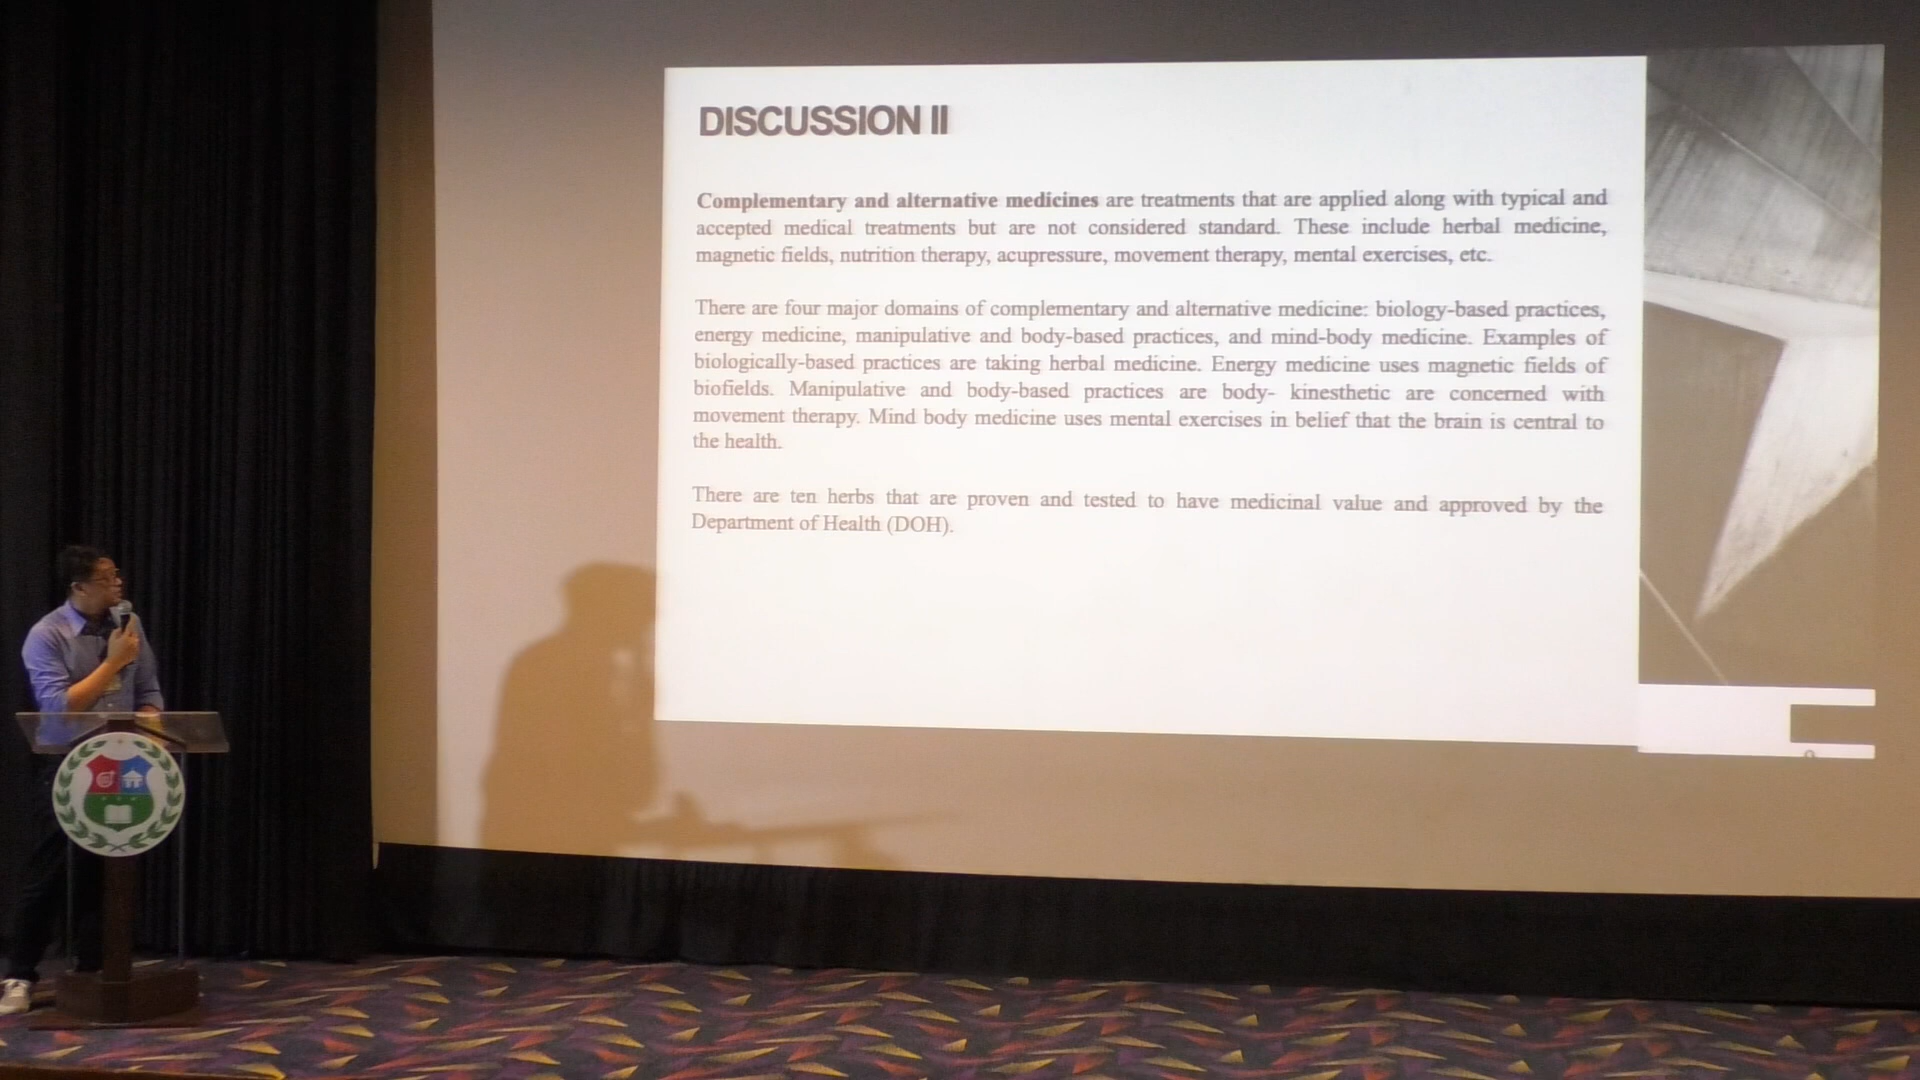 DISCUSSION II
Complementary and alternative medicines are treatments that are applied along with typical and
accepted medical treatments but are not considered standard. These include herbal medicine,
magnetic fields, nutrition therapy, acupressure, movement therapy, mental exercises, etc.
There are four major domains of complementary and alternative medicine: biology-based practices,
energy medicine, manipulative and body-based practices, and mind-body medicine. Examples of
biologically-based practices are taking herbal medicine. Energy medicine uses magnetic fields of
biofields. Manipulative and body-based practices are body- kinesthetic are concerned with
movement therapy. Mind body medicine uses mental exercises in belief that the brain is central to
the health.
There are ten herbs that are proven and tested to have medicinal value and approved by the
Department of Health (DOH).